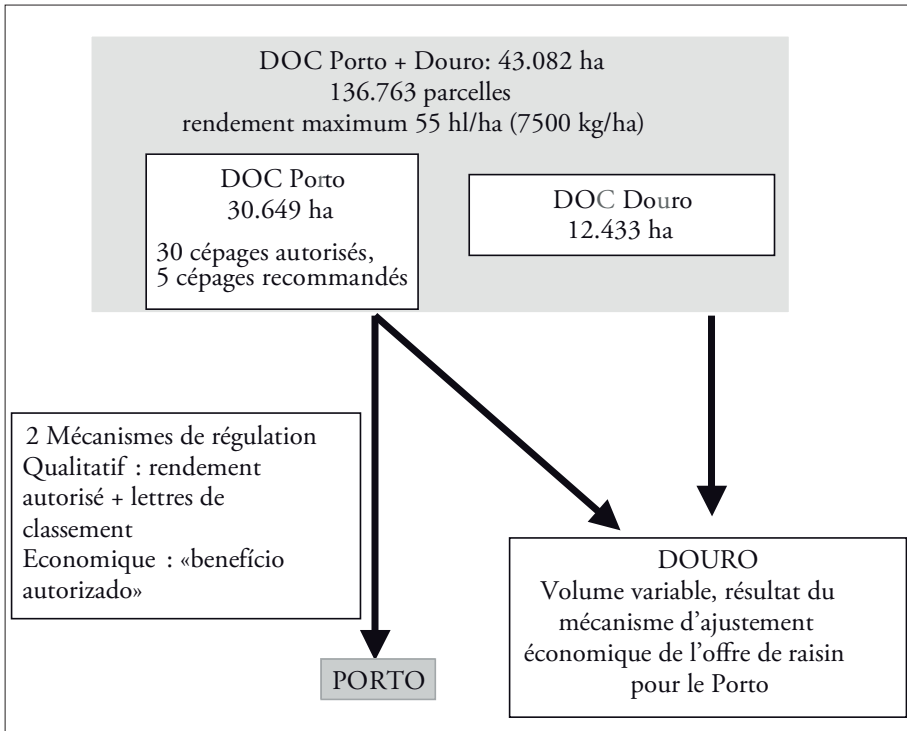 DOC Porto + Douro: 43.082 ha
136.763 parcelles
rendement maximum 55 hl/ha (7500 kg/ha)
DOC Porto
30.649 ha
30 cépages autorisés,
5 cépages recommandés
DOC Douro
12.433 ha
2 Mécanismes de régulation
Qualitatif : rendement
autorisé + lettres de
classement
Economique : «benefício
autorizado»
PORTO
DOURO
Volume variable, résultat du
mécanisme d’ajustement
économique de l’offre de raisin
pour le Porto